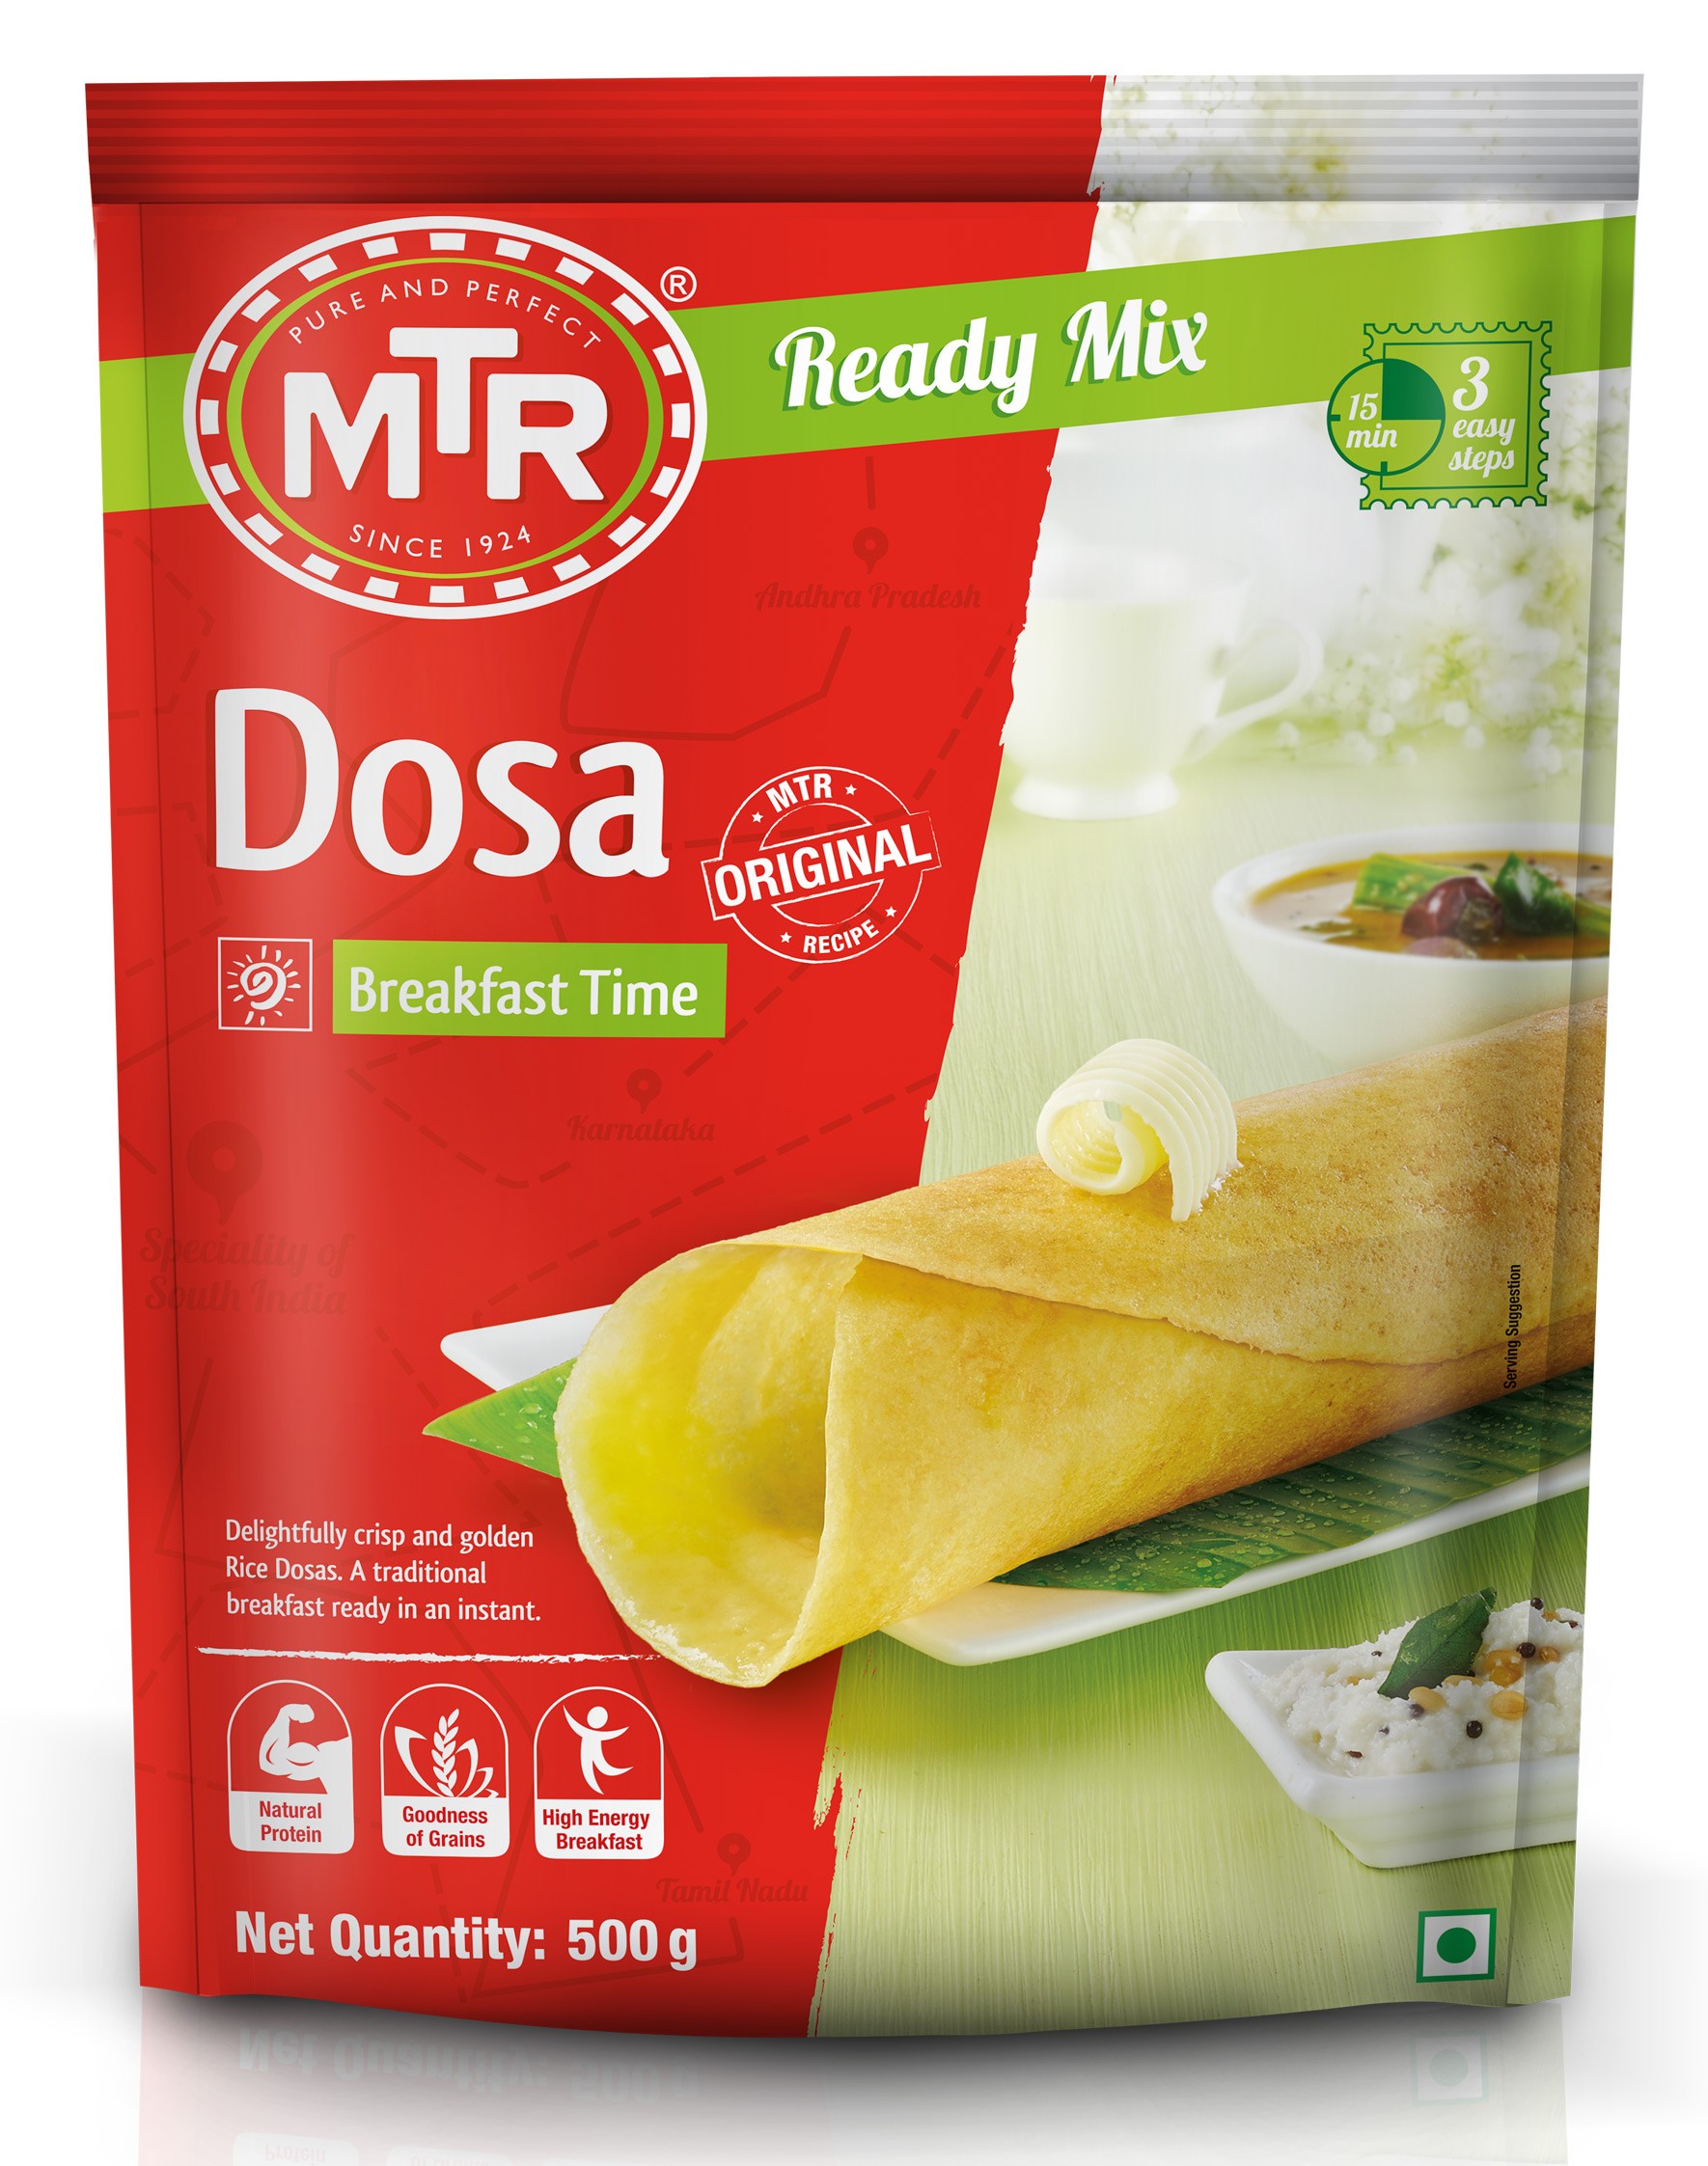 PURE AND PERFECT
MTR
®
SINCE 1924
Ready Mix
15
min
3
easy
steps
Andhra Pradesh
Dosa
MTR
ORIGINAL
RECIPE
Breakfast Time
Karnataka
Speciality of
South India
Serving Suggestion
Delightfully crisp and golden
Rice Dosas. A traditional
breakfast ready in an instant.
Natural
Protein
Goodness
of Grains
High Energy
Breakfast
Tamil Nadu
Net Quantity: 500 g